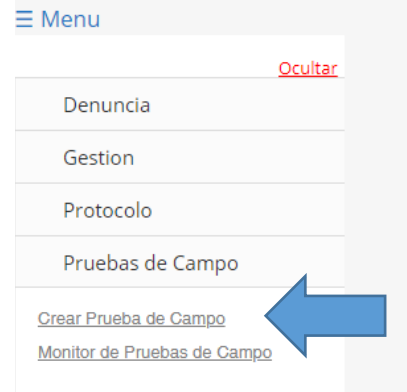 ☰ Menu
Ocultar
Denuncia
Gestion
Protocolo
Pruebas de Campo
Crear Prueba de Campo
Monitor de Pruebas de Campo